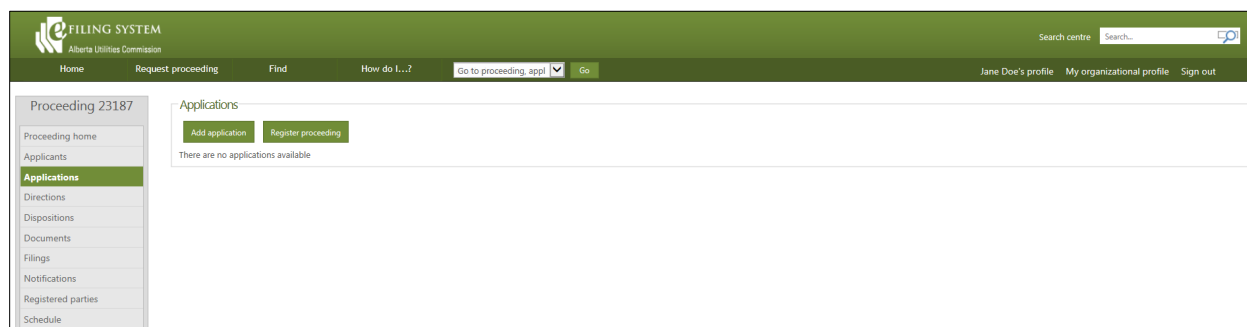 eFILING SYSTEM
Alberta Utilities Commission
Search centre Search...
Home Request proceeding Find How do I...? Go to proceeding, appl Go Jane Doe's profile My organizational profile Sign out
Proceeding 23187
Proceeding home
Applicants
Applications
Directions
Dispositions
Documents
Filings
Notifications
Registered parties
Schedule
Applications
Add application Register proceeding
There are no applications available